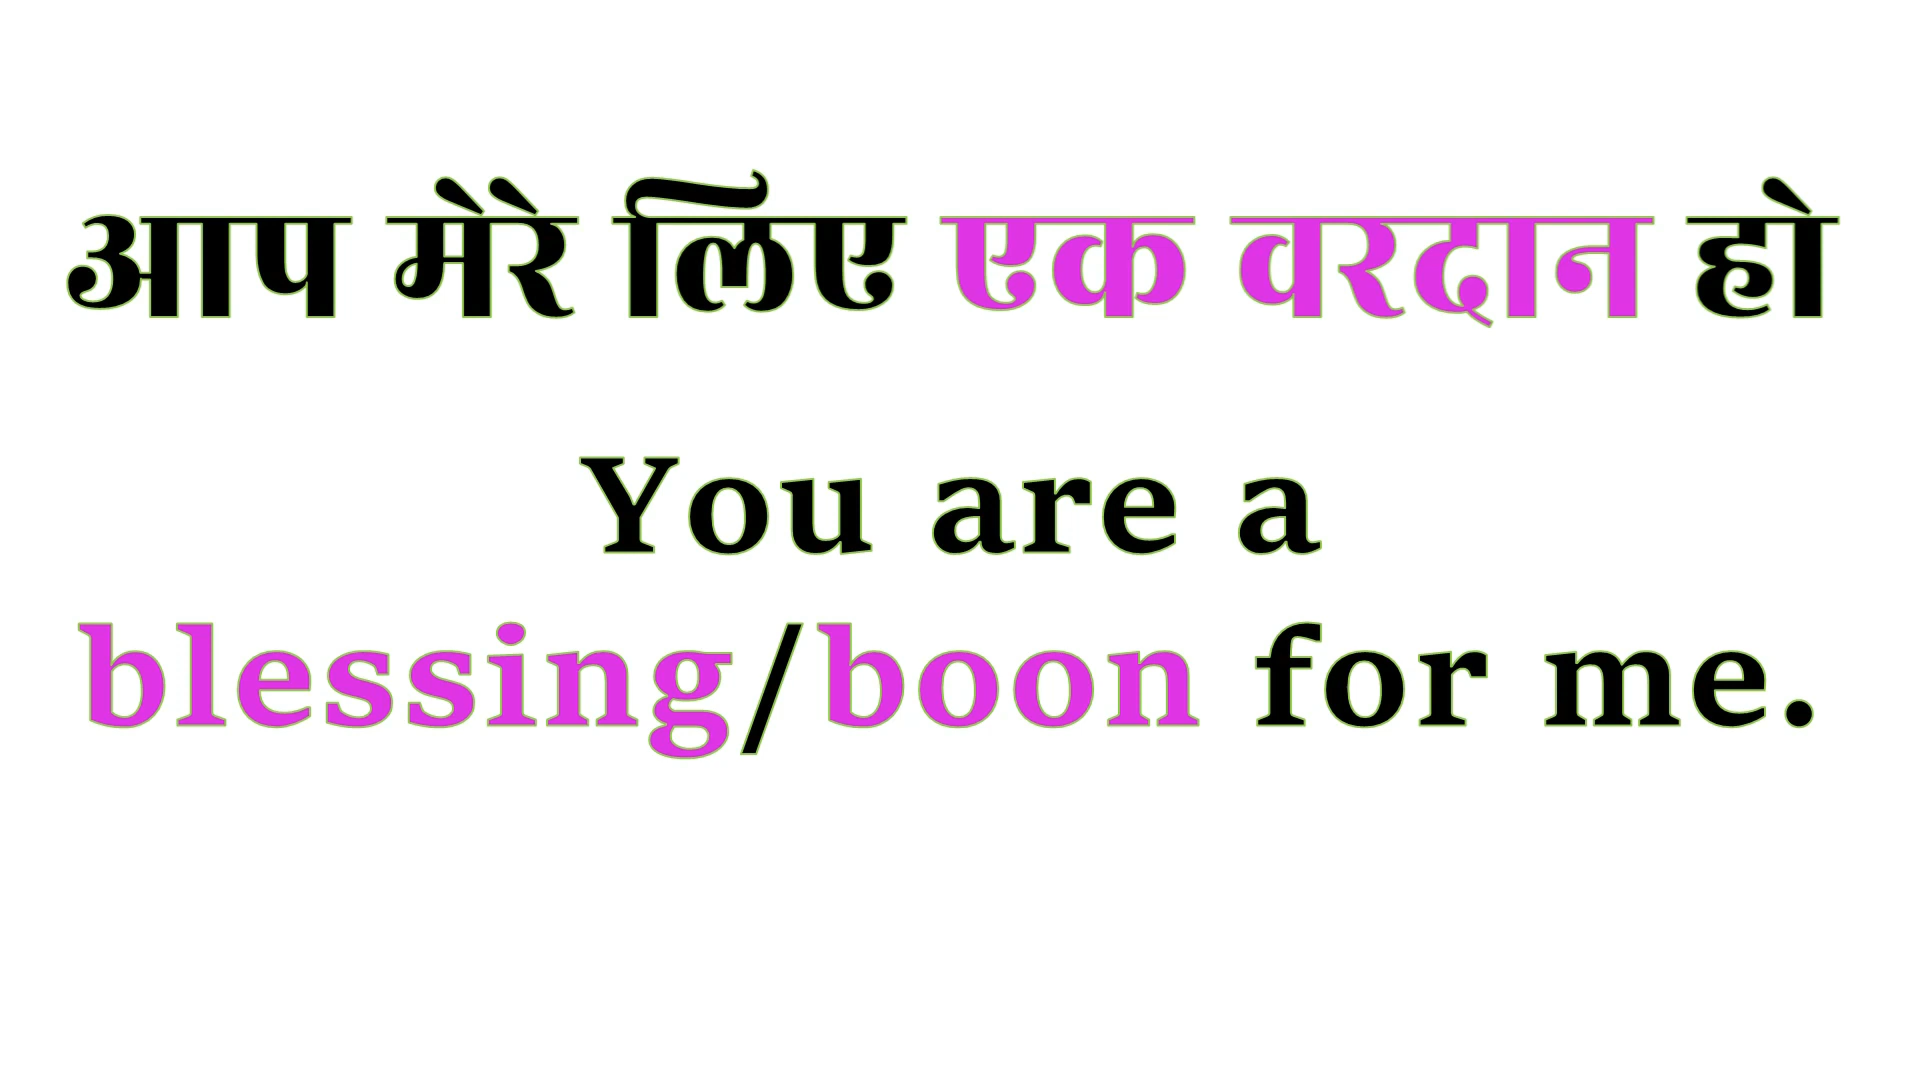 आप मेरे लिए एक वरदान हो
You are a
blessing/boon for me.